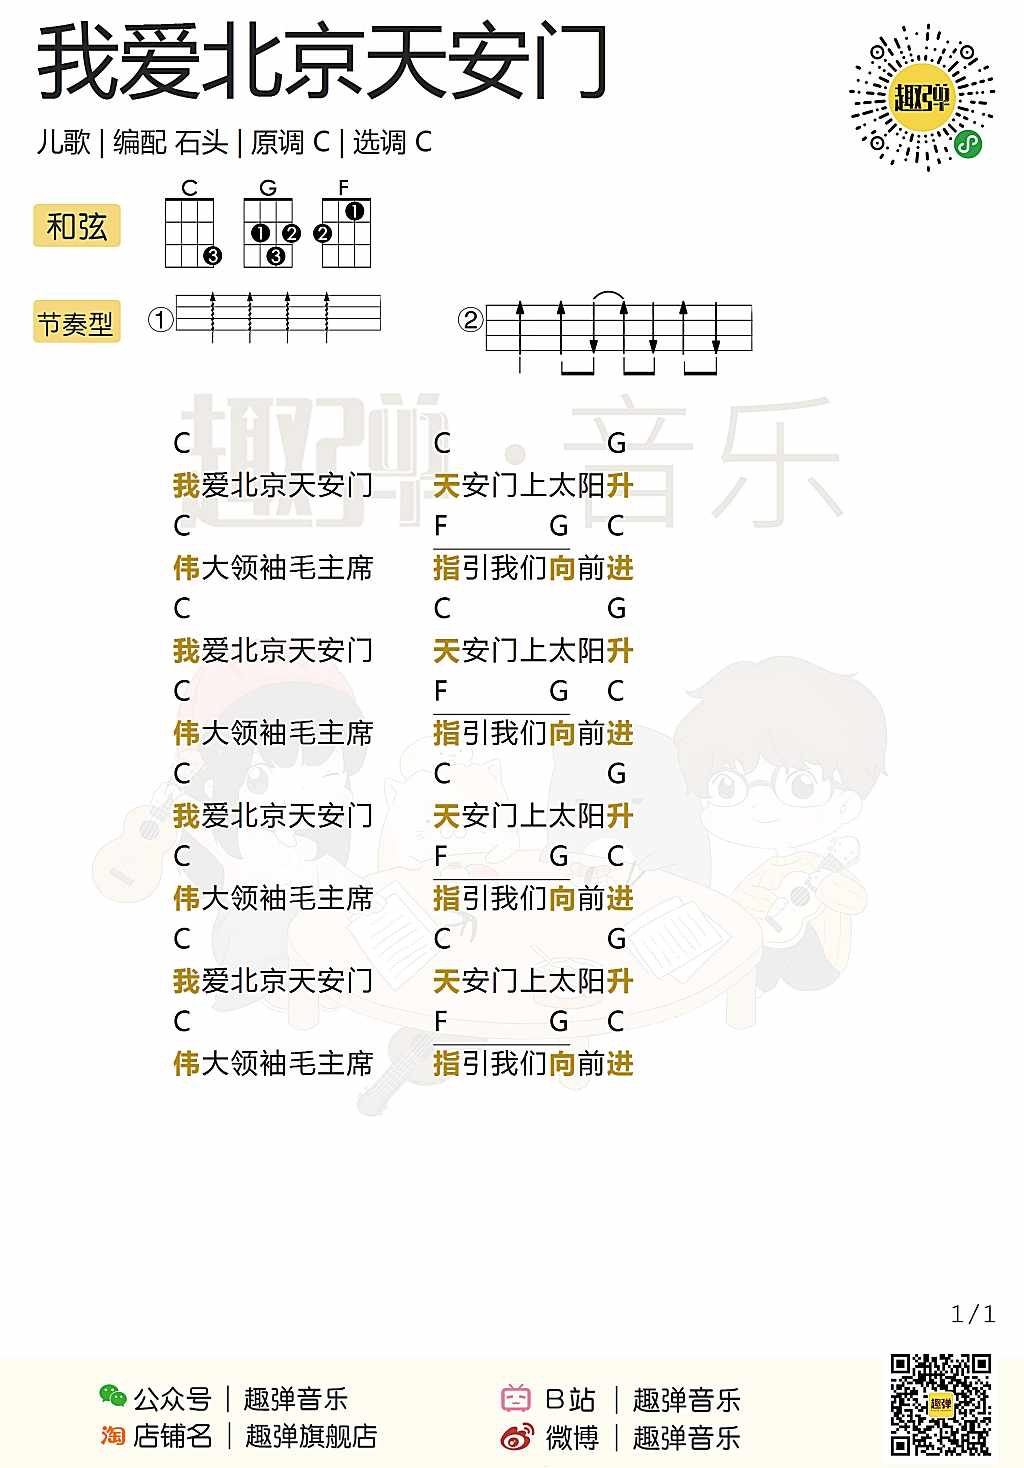 我爱北京天安门
趣弹
儿歌 | 编配 石头 | 原调 C | 选调 C
C G F
和弦
3 1 2 3 1 2
节奏型 ① ②
趣弹·音乐
C C G
我爱北京天安门 天安门上太阳升
C F G C
伟大领袖毛主席 指引我们向前进
C C G
我爱北京天安门 天安门上太阳升
C F G C
伟大领袖毛主席 指引我们向前进
C C G
我爱北京天安门 天安门上太阳升
C F G C
伟大领袖毛主席 指引我们向前进
C C G
我爱北京天安门 天安门上太阳升
C F G C
伟大领袖毛主席 指引我们向前进
1/1
公众号 | 趣弹音乐 B站 | 趣弹音乐
淘 店铺名 | 趣弹旗舰店 微博 | 趣弹音乐
趣弹